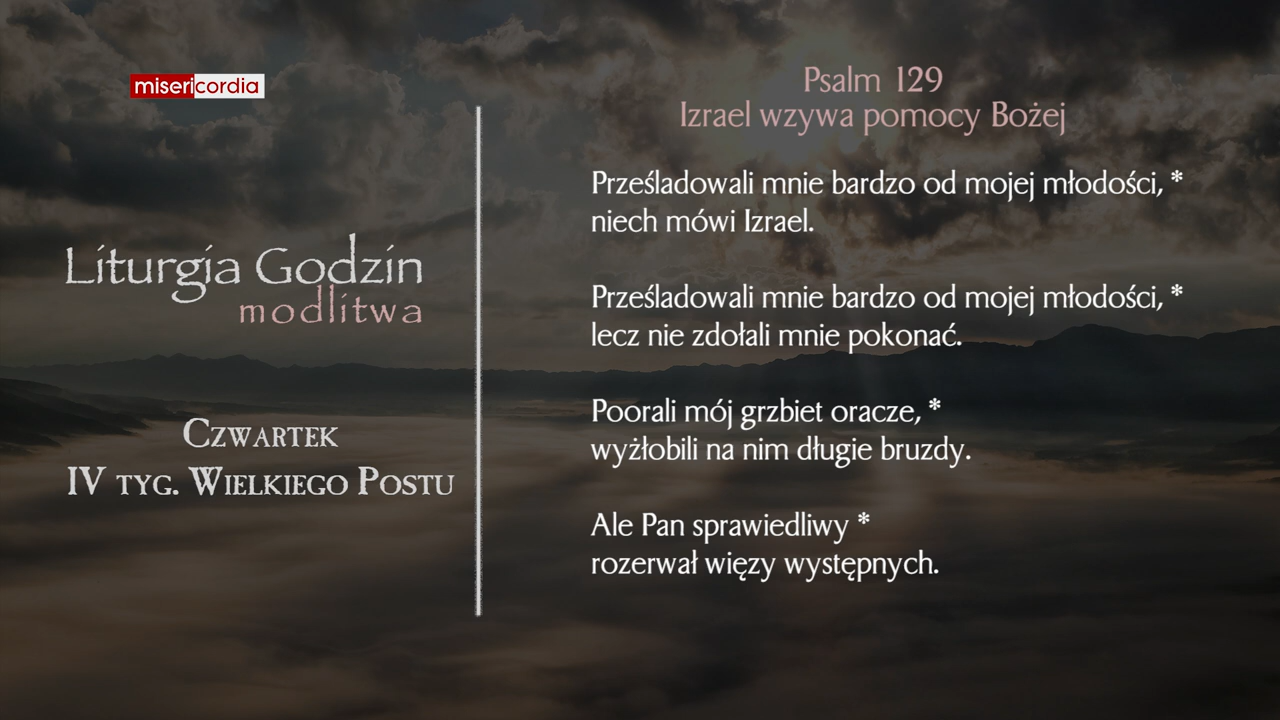 misericordia
Liturgia Godzin
modlitwa
Czwartek
IV tyg. Wielkiego Postu
Psalm 129
Izrael wzywa pomocy Bożej
Prześladowali mnie bardzo od mojej młodości, *
niech mówi Izrael.
Prześladowali mnie bardzo od mojej młodości, *
lecz nie zdołali mnie pokonać.
Poorali mój grzbiet oracze, *
wyżłobili na nim długie bruzdy.
Ale Pan sprawiedliwy *
rozerwał więzy występnych.